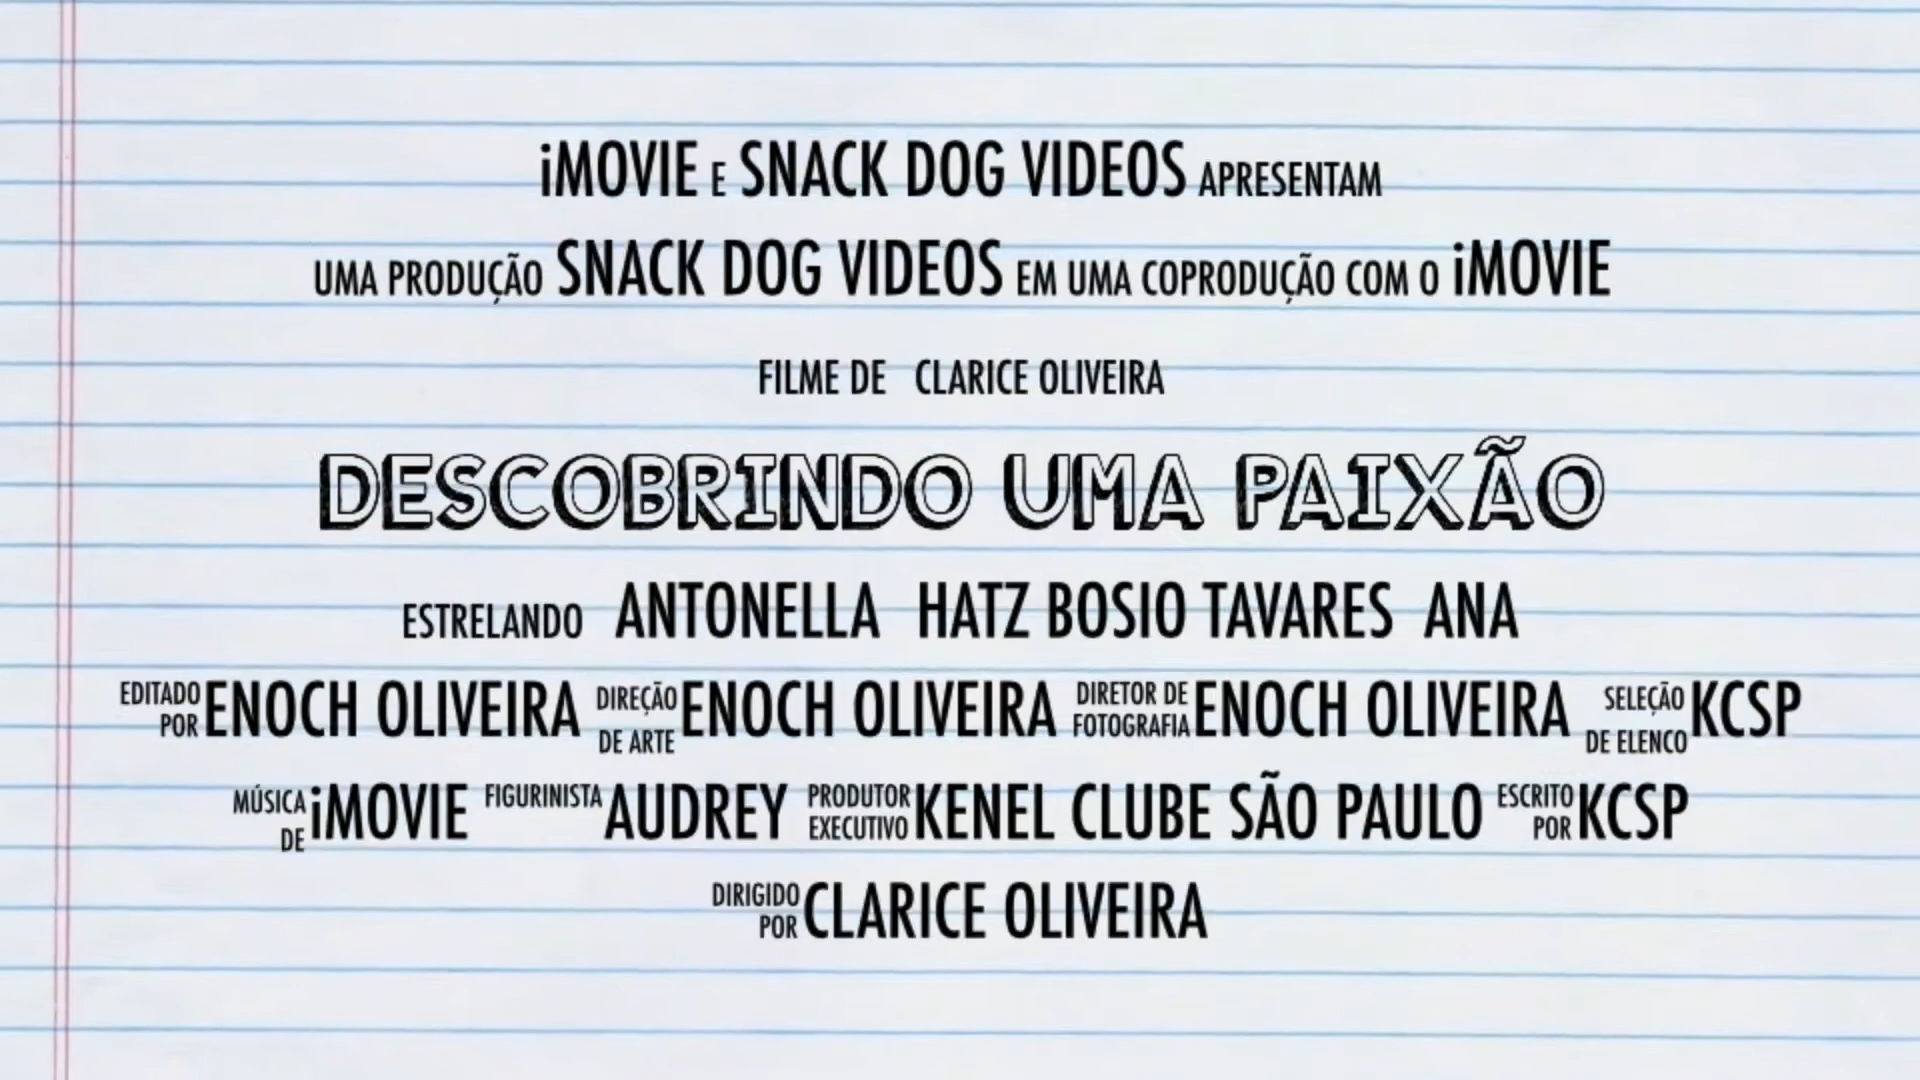 iMOVIE E SNACK DOG VIDEOS APRESENTAM
UMA PRODUÇÃO SNACK DOG VIDEOS EM UMA COPRODUÇÃO COM O iMOVIE
FILME DE CLARICE OLIVEIRA
DESCOBRINDO UMA PAIXÃO
ESTRELANDO ANTONELLA HATZ BOSIO TAVARES ANA
EDITADO POR ENOCH OLIVEIRA DIREÇÃO DE ARTE ENOCH OLIVEIRA DIRETOR DE FOTOGRAFIA ENOCH OLIVEIRA SELEÇÃO DE ELENCO KCSP
MÚSICA DE iMOVIE FIGURINISTA AUDREY PRODUTOR EXECUTIVO KENEL CLUBE SÃO PAULO ESCRITO POR KCSP
DIRIGIDO POR CLARICE OLIVEIRA